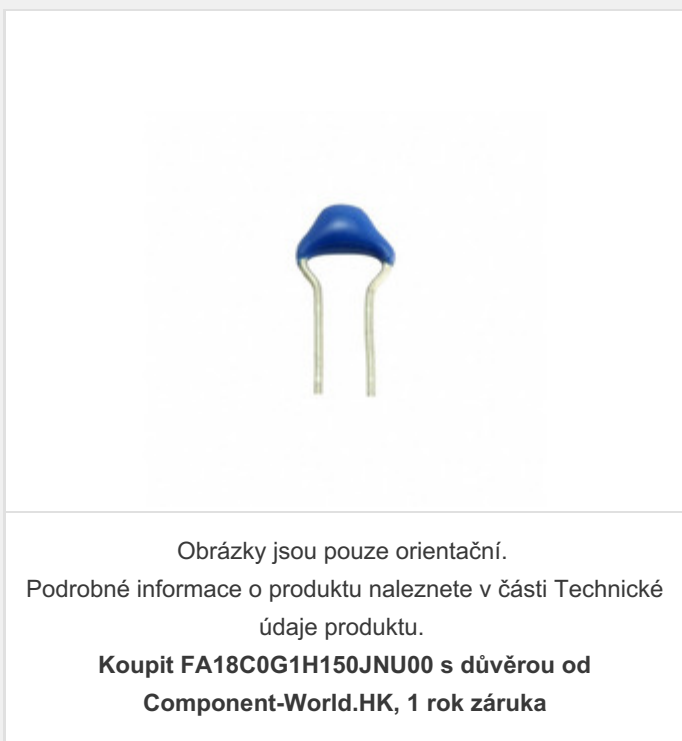 Obrázky jsou pouze orientační.
Podrobné informace o produktu naleznete v části Technické
údaje produktu.
Koupit FA18C0G1H150JNU00 s důvěrou od
Component-World.HK, 1 rok záruka